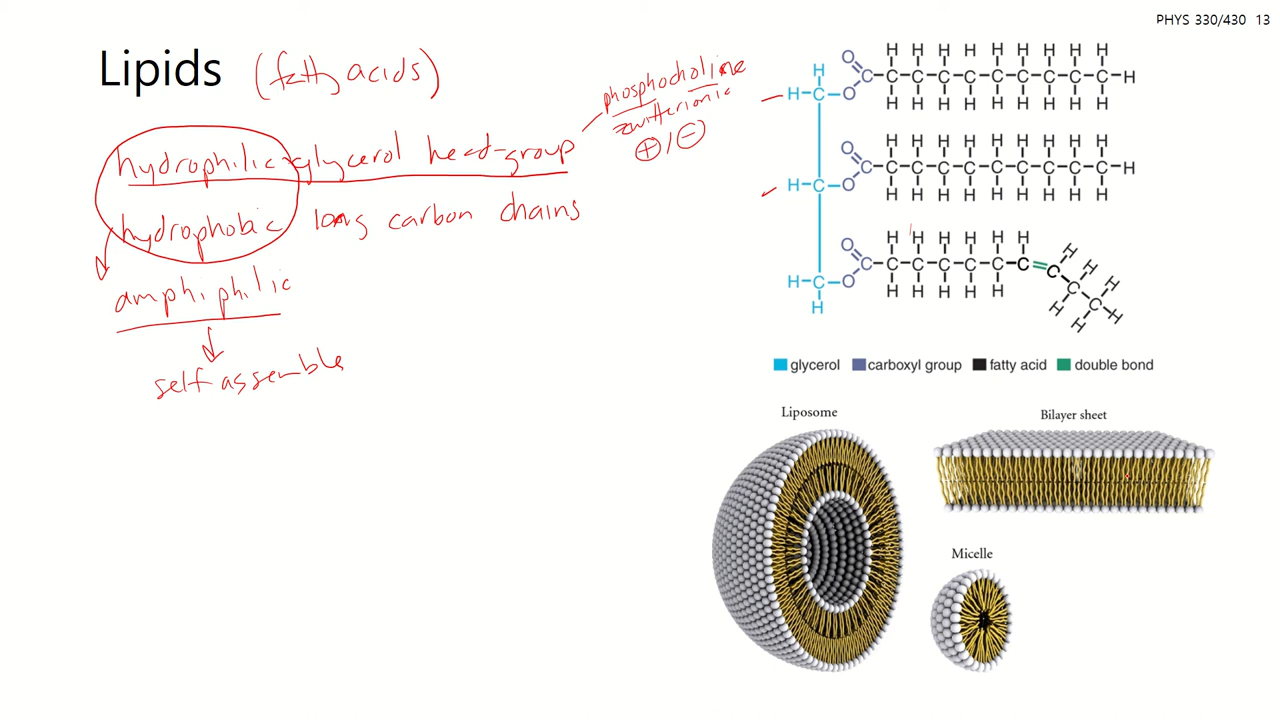 PHYS 330/430 13
Lipids (fatty acids)
hydrophilic glycerol head-group
phosphocholine
zwitterionic
+/-
hydrophobic long carbon chains
amphiphilic
self assemble
H H H H H H H H H
O
H
H C O C C C C C C C C C C H
H H H H H H H H H
H H H H H H H H H
O
H C O C C C C C C C C C C H
H H H H H H H H H
H H H H H H
O H H H
H C O C C C C C C C C C H
H H H H H C
H H H H
glycerol carboxyl group fatty acid double bond
Liposome
Bilayer sheet
Micelle